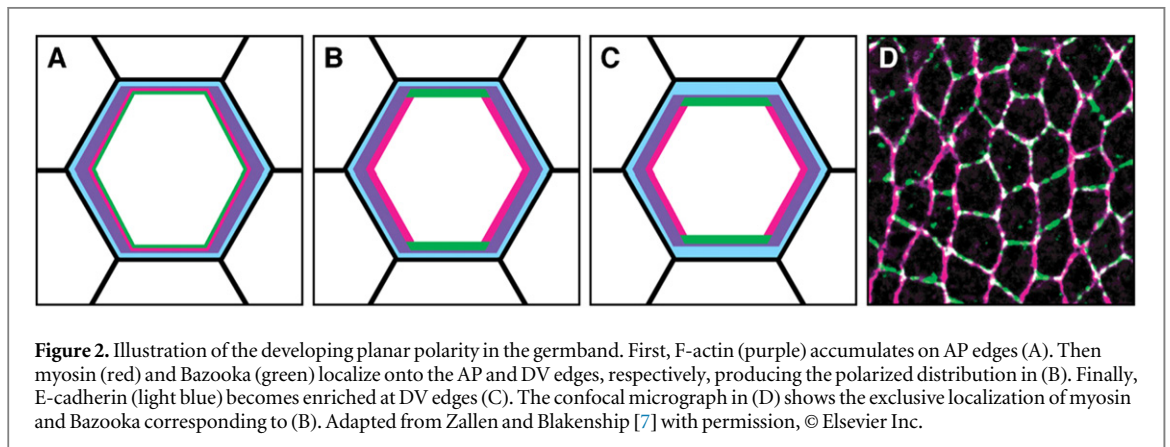 A
B
C
D
Figure 2. Illustration of the developing planar polarity in the germband. First, F-actin (purple) accumulates on AP edges (A). Then
myosin (red) and Bazooka (green) localize onto the AP and DV edges, respectively, producing the polarized distribution in (B). Finally,
E-cadherin (light blue) becomes enriched at DV edges (C). The confocal micrograph in (D) shows the exclusive localization of myosin
and Bazooka corresponding to (B). Adapted from Zallen and Blakenship [7] with permission, © Elsevier Inc.